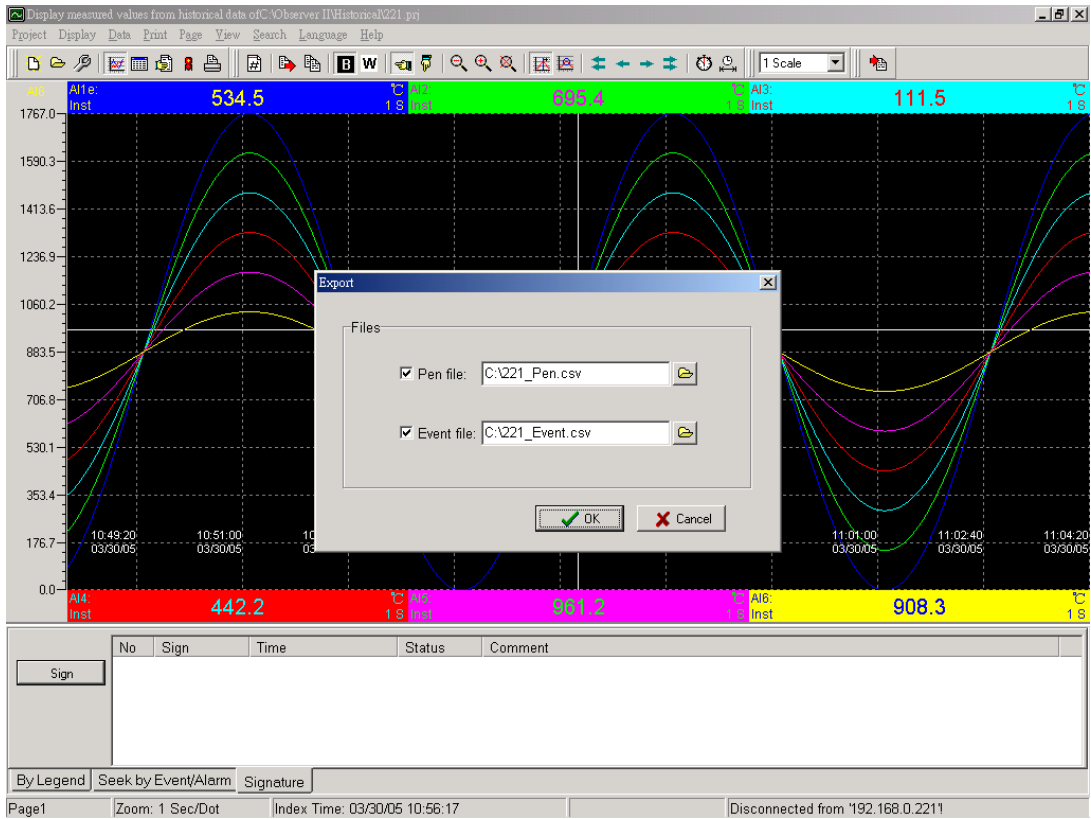 Display measured values from historical data ofC:\Observer II\Historical\221.prj
Project Display Data Print Page View Search Language Help
B W 1 Scale
AI6 AI1e: 534.5 °C AI2: 695.4 °C AI3: 111.5 °C
Inst 1 S Inst 1 S Inst 1 S
1767.0
1590.3
1413.6
1236.9
1060.2
883.5
706.8
530.1
353.4
176.7
0.0
Export
Files
Pen file: C:\221_Pen.csv
Event file: C:\221_Event.csv
OK Cancel
10:49:20 10:51:00 10 11:01:00 11:02:40 11:04:20
03/30/05 03/30/05 03 03/30/05 03/30/05 03/30/05
AI4: 442.2 °C AI5: 961.2 °C AI6: 908.3 °C
Inst 1 S Inst 1 S Inst 1 S
Sign
No Sign Time Status Comment
By Legend Seek by Event/Alarm Signature
Page1 Zoom: 1 Sec/Dot Index Time: 03/30/05 10:56:17 Disconnected from '192.168.0.221'!